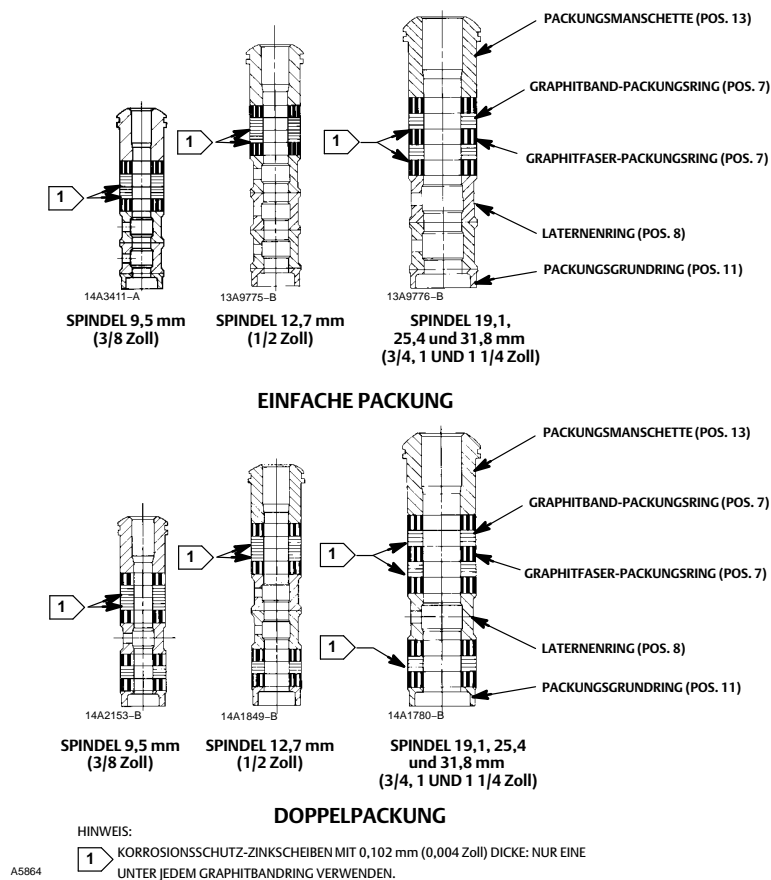 PACKUNGSMANSCHETTE (POS. 13)
GRAPHITBAND-PACKUNGSRING (POS. 7)
1
1
1
GRAPHITFASER-PACKUNGSRING (POS. 7)
LATERNENRING (POS. 8)
PACKUNGSGRUNDRING (POS. 11)
14A3411-A
13A9775-B
13A9776-B
SPINDEL 9,5 mm
(3/8 Zoll)
SPINDEL 12,7 mm
(1/2 Zoll)
SPINDEL 19,1,
25,4 und 31,8 mm
(3/4, 1 UND 1 1/4 Zoll)
EINFACHE PACKUNG
PACKUNGSMANSCHETTE (POS. 13)
GRAPHITBAND-PACKUNGSRING (POS. 7)
1
1
1
GRAPHITFASER-PACKUNGSRING (POS. 7)
1
LATERNENRING (POS. 8)
PACKUNGSGRUNDRING (POS. 11)
14A2153-B
14A1849-B
14A1780-B
SPINDEL 9,5 mm
(3/8 Zoll)
SPINDEL 12,7 mm
(1/2 Zoll)
SPINDEL 19,1, 25,4
und 31,8 mm
(3/4, 1 UND 1 1/4 Zoll)
DOPPELPACKUNG
HINWEIS:
1 KORROSIONSSCHUTZ-ZINKSCHEIBEN MIT 0,102 mm (0,004 Zoll) DICKE: NUR EINE
UNTER JEDEM GRAPHITBANDRING VERWENDEN.
A5864